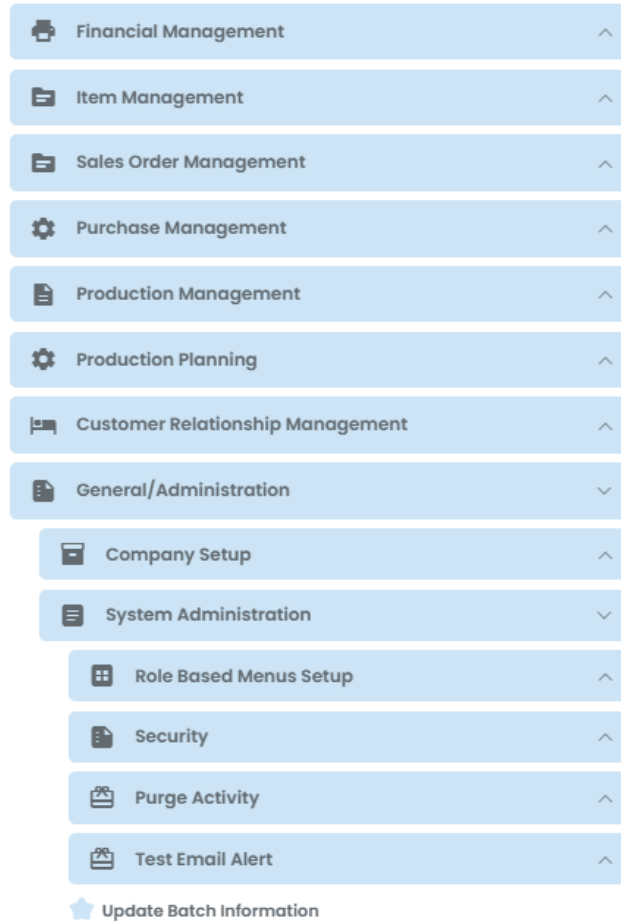 Financial Management
Item Management
Sales Order Management
Purchase Management
Production Management
Production Planning
Customer Relationship Management
General/Administration
Company Setup
System Administration
Role Based Menus Setup
Security
Purge Activity
Test Email Alert
Update Batch Information